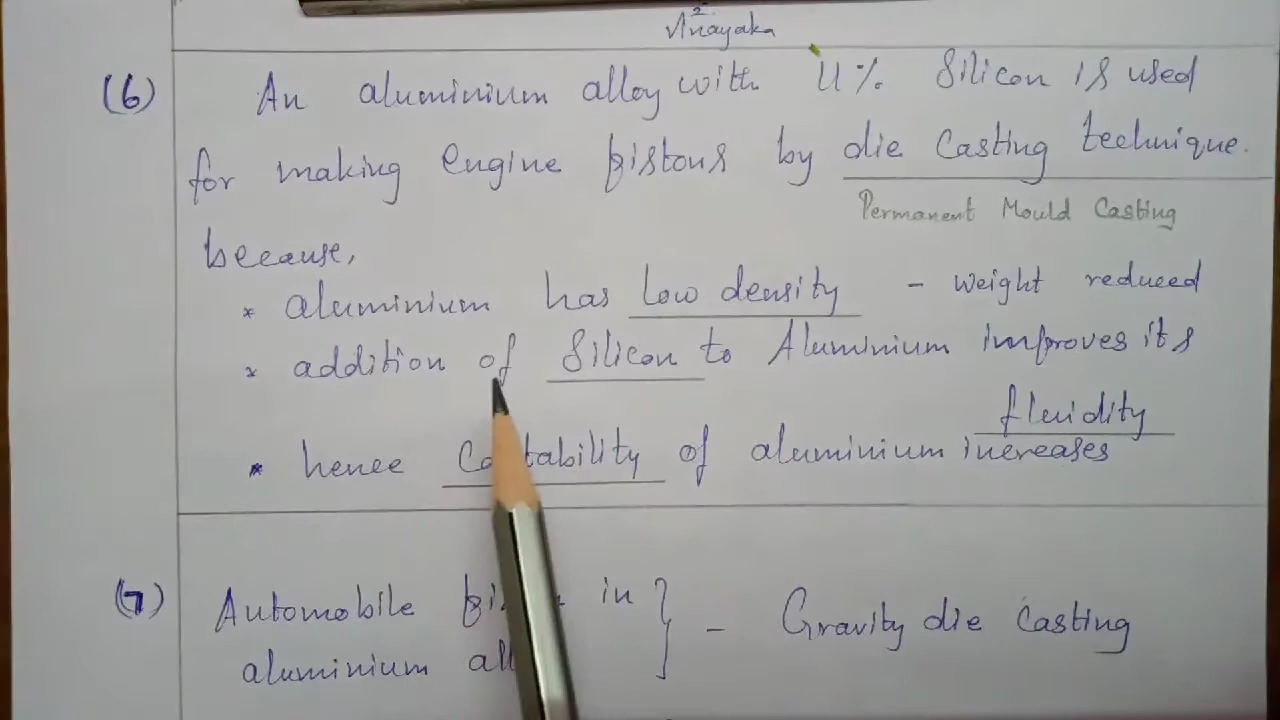 Vinayaka
(6) An aluminium alloy with 11% Silicon is used
for making engine pistons by die casting technique.
Permanent Mould Casting
because,
* aluminium has low density - weight reduced
* addition of Silicon to Aluminium improves its
fluidity
* hence Castability of aluminium increases
(7) Automobile in } - Gravity die casting
aluminium